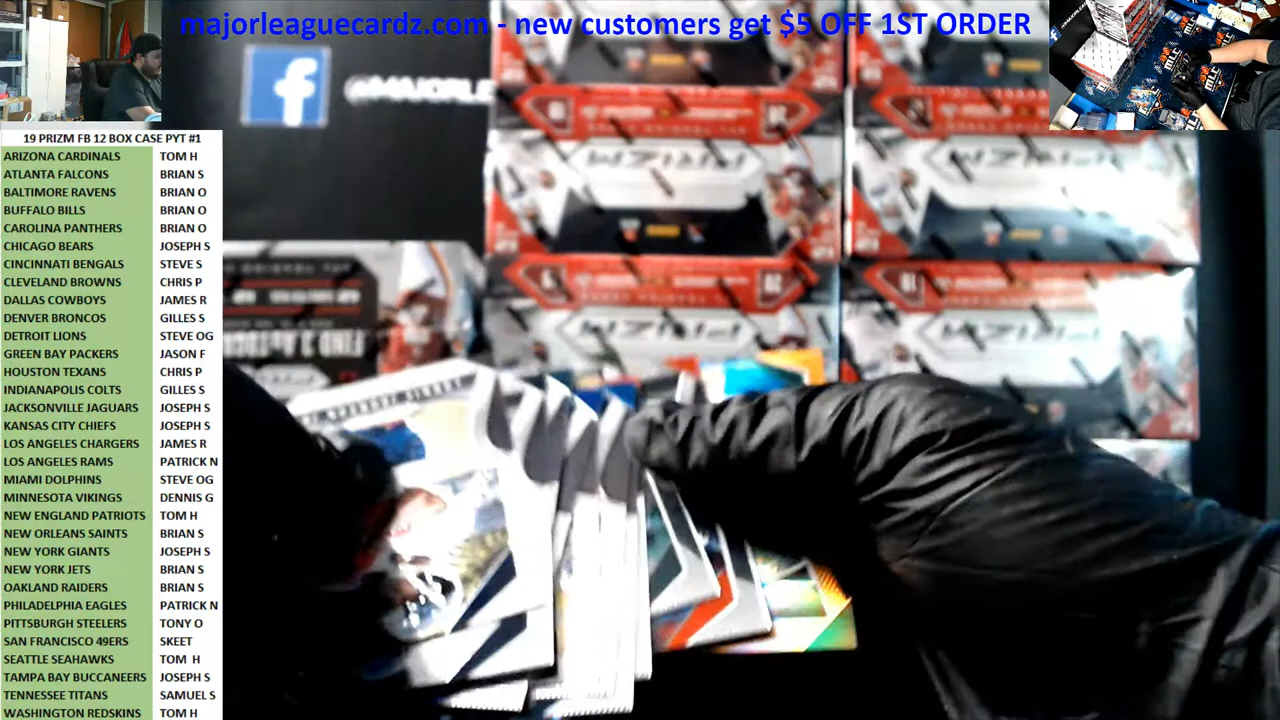 majorleaguecardz.com - new customers get $5 OFF 1ST ORDER
@MAJORLE
19 PRIZM FB 12 BOX CASE PYT #1
ARIZONA CARDINALS TOM H
ATLANTA FALCONS BRIAN S
BALTIMORE RAVENS BRIAN O
BUFFALO BILLS BRIAN O
CAROLINA PANTHERS BRIAN O
CHICAGO BEARS JOSEPH S
CINCINNATI BENGALS STEVE S
CLEVELAND BROWNS CHRIS P
DALLAS COWBOYS JAMES R
DENVER BRONCOS GILLES S
DETROIT LIONS STEVE OG
GREEN BAY PACKERS JASON F
HOUSTON TEXANS CHRIS P
INDIANAPOLIS COLTS GILLES S
JACKSONVILLE JAGUARS JOSEPH S
KANSAS CITY CHIEFS JOSEPH S
LOS ANGELES CHARGERS JAMES R
LOS ANGELES RAMS PATRICK N
MIAMI DOLPHINS STEVE OG
MINNESOTA VIKINGS DENNIS G
NEW ENGLAND PATRIOTS TOM H
NEW ORLEANS SAINTS BRIAN S
NEW YORK GIANTS JOSEPH S
NEW YORK JETS BRIAN S
OAKLAND RAIDERS BRIAN S
PHILADELPHIA EAGLES PATRICK N
PITTSBURGH STEELERS TONY O
SAN FRANCISCO 49ERS SKEET
SEATTLE SEAHAWKS TOM H
TAMPA BAY BUCCANEERS JOSEPH S
TENNESSEE TITANS SAMUEL S
WASHINGTON REDSKINS TOM H
PRIZM
PRIZM
PRIZM
PRIZM
MLC